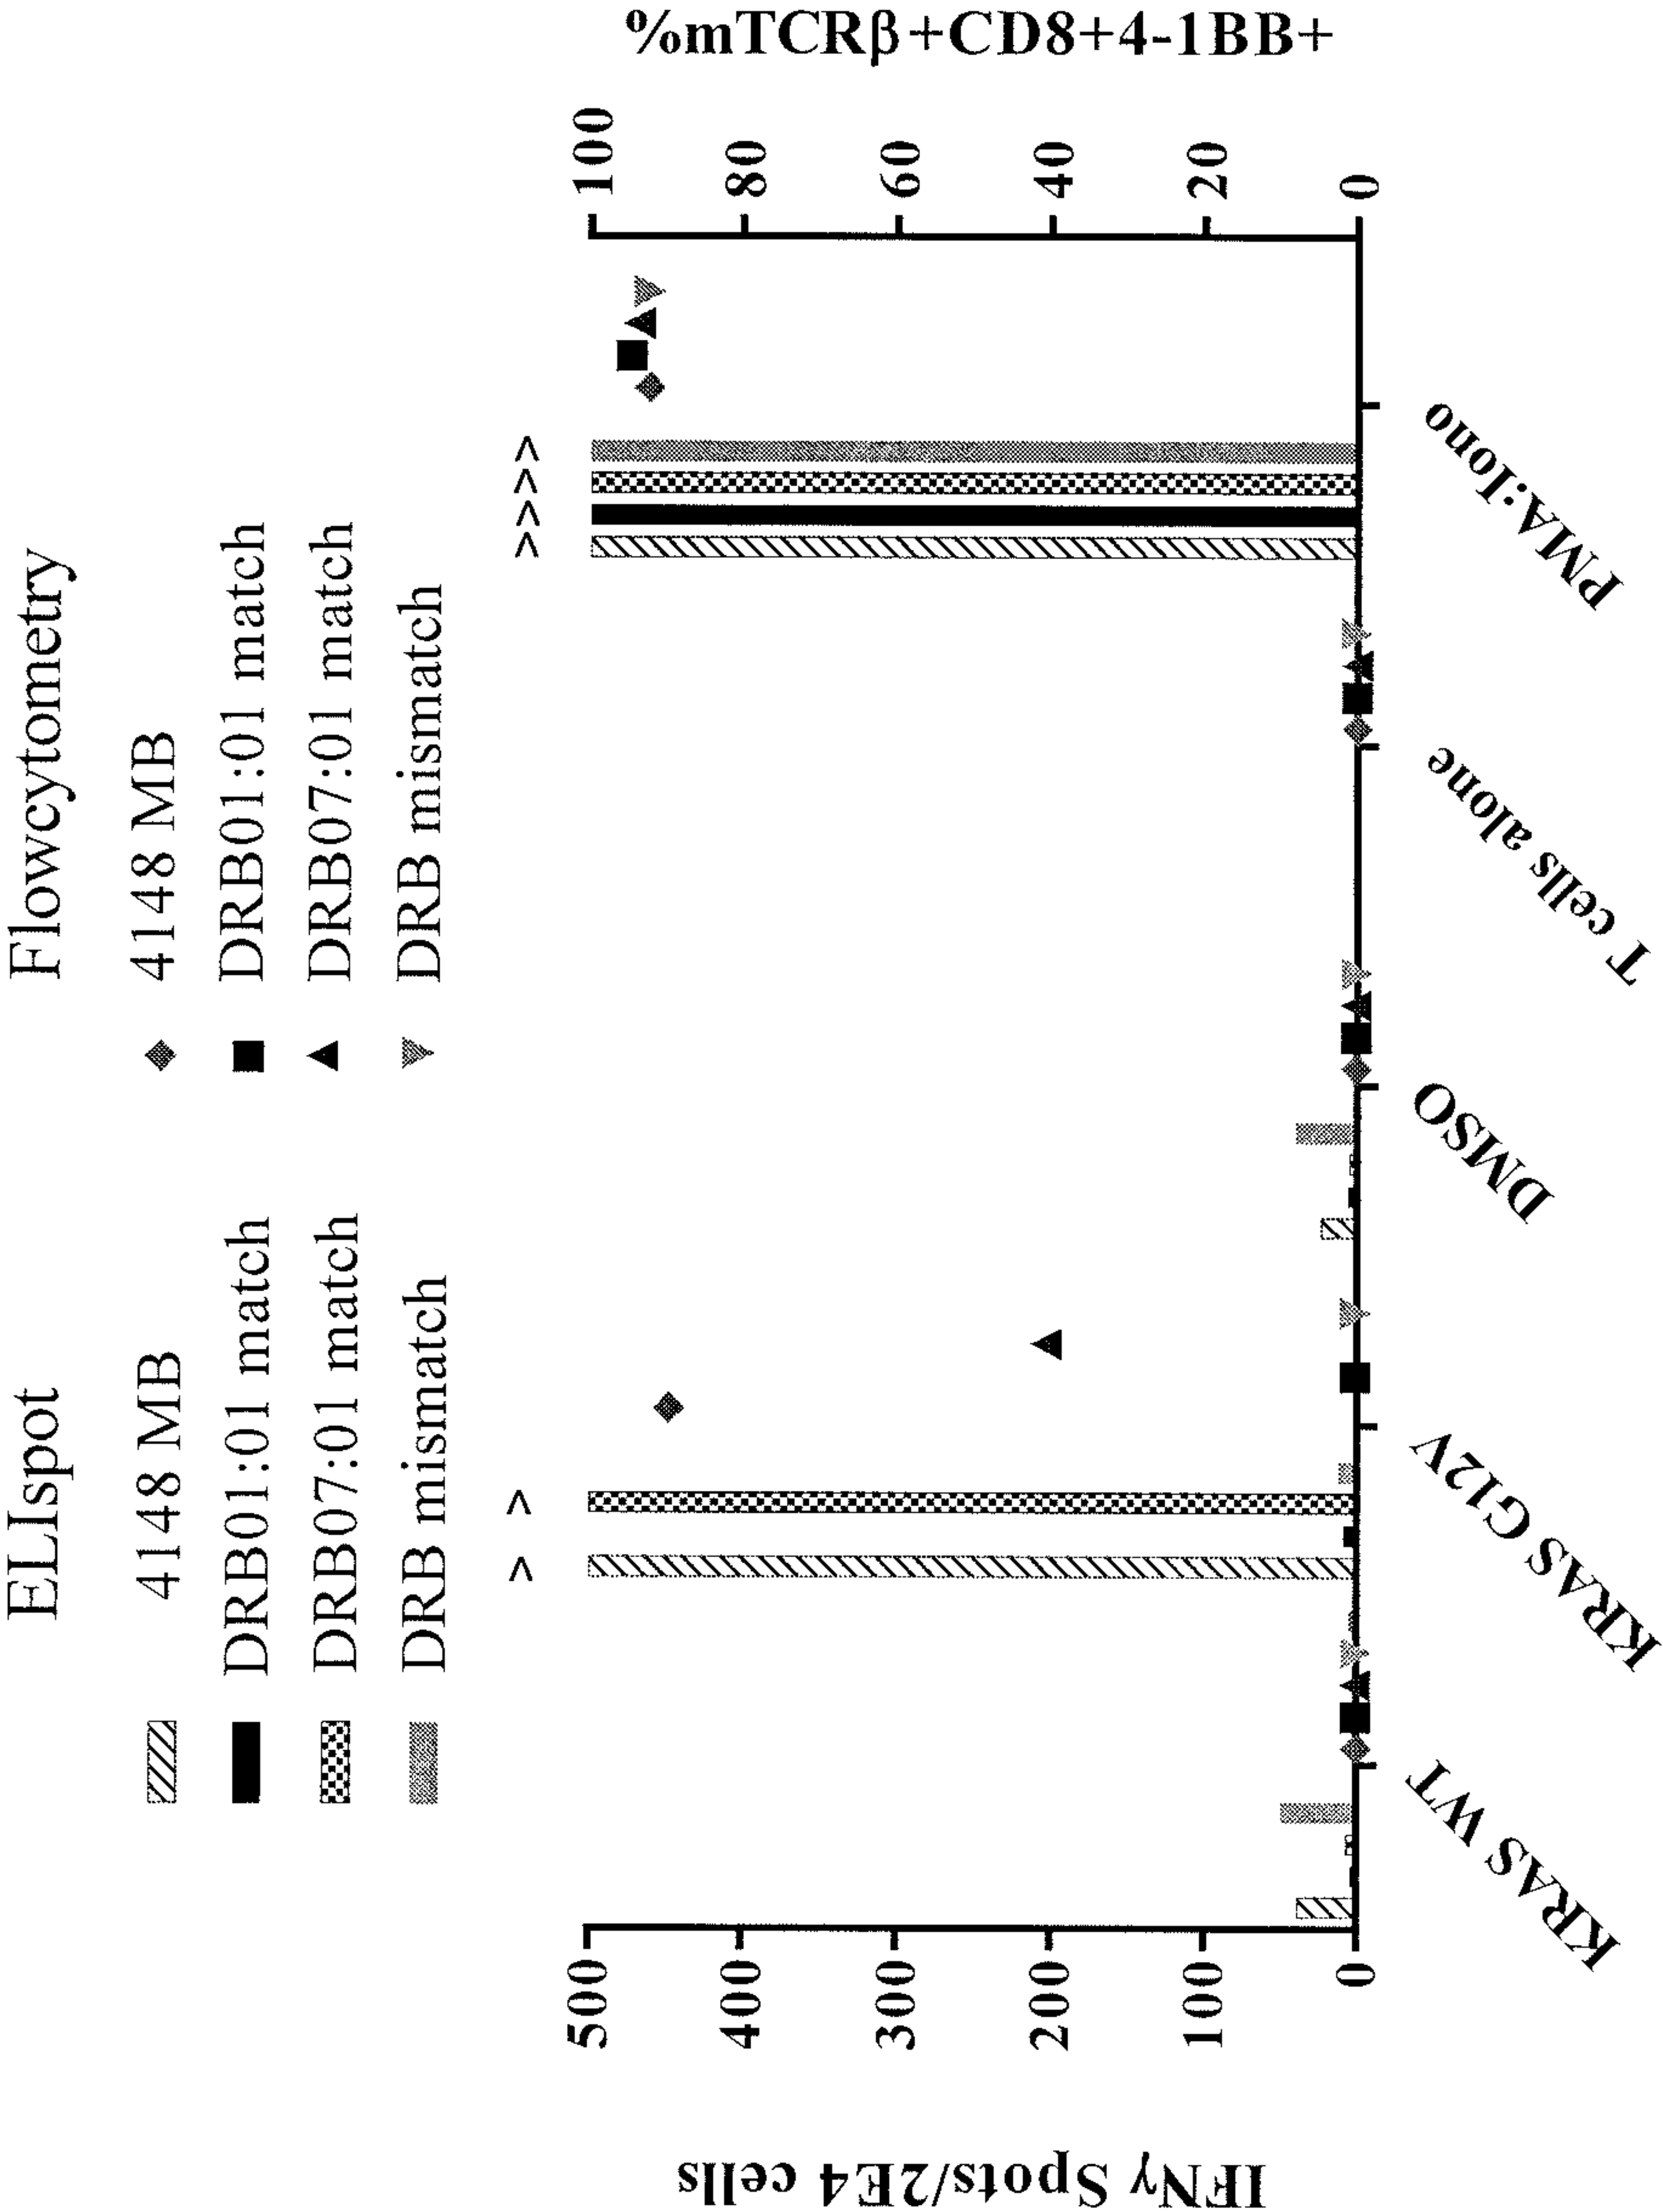 ELIspot
4148 MB
DRB01:01 match
DRB07:01 match
DRB mismatch
Flowcytometry
4148 MB
DRB01:01 match
DRB07:01 match
DRB mismatch
IFNγ Spots/2E4 cells
500
400
300
200
100
0
^
^
^
^
^
^
%mTCRβ+CD8+4-1BB+
100
80
60
40
20
0
KRAS WT
KRAS G12V
DMSO
T cells alone
PMA:Iono